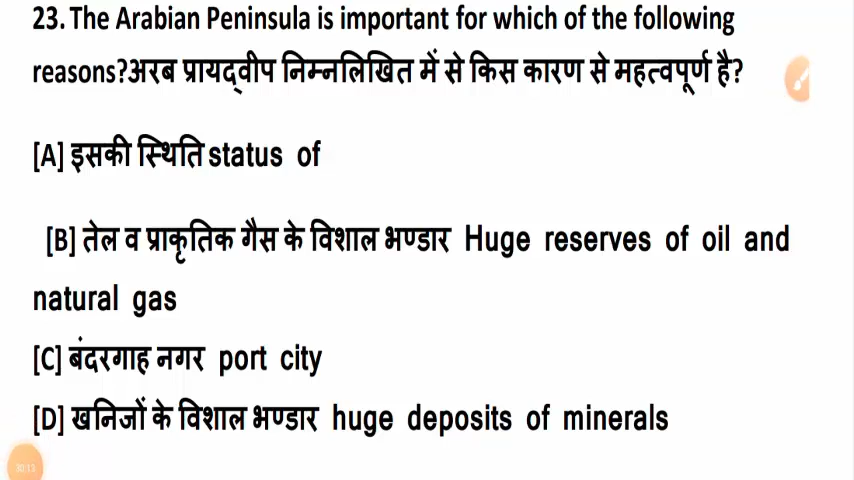 23. The Arabian Peninsula is important for which of the following
reasons?अरब प्रायद्वीप निम्नलिखित में से किस कारण से महत्वपूर्ण है?
[A] इसकी स्थिति status of
[B] तेल व प्राकृतिक गैस के विशाल भण्डार Huge reserves of oil and
natural gas
[C] बंदरगाह नगर port city
[D] खनिजों के विशाल भण्डार huge deposits of minerals
30:13